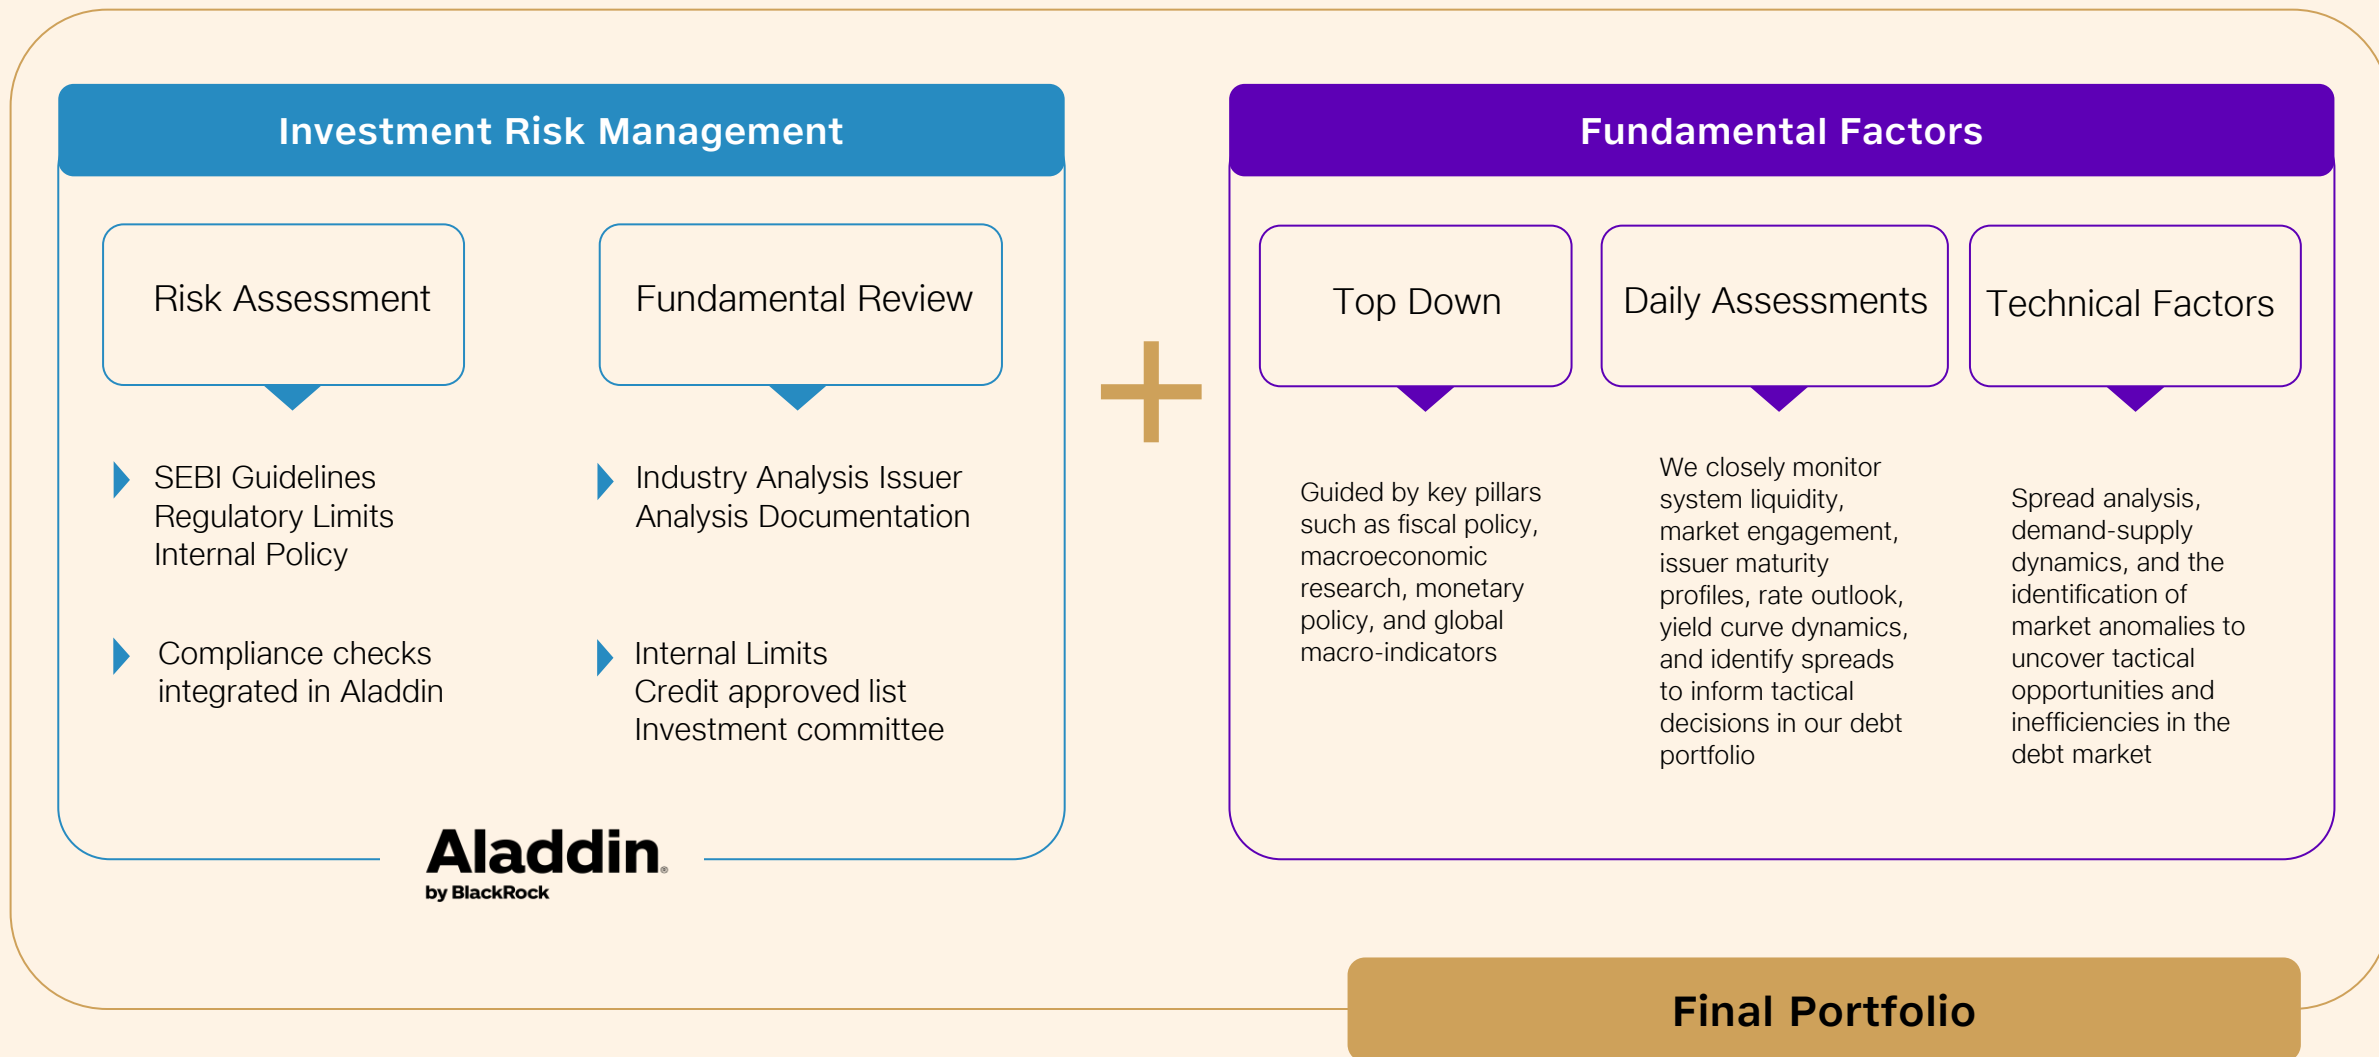 Investment Risk Management
Risk Assessment
SEBI Guidelines
Regulatory Limits
Internal Policy
Compliance checks
integrated in Aladdin
Fundamental Review
Industry Analysis Issuer
Analysis Documentation
Internal Limits
Credit approved list
Investment committee
Aladdin®
by BlackRock
+
Fundamental Factors
Top Down
Guided by key pillars
such as fiscal policy,
macroeconomic
research, monetary
policy, and global
macro-indicators
Daily Assessments
We closely monitor
system liquidity,
market engagement,
issuer maturity
profiles, rate outlook,
yield curve dynamics,
and identify spreads
to inform tactical
decisions in our debt
portfolio
Technical Factors
Spread analysis,
demand-supply
dynamics, and the
identification of
market anomalies to
uncover tactical
opportunities and
inefficiencies in the
debt market
Final Portfolio